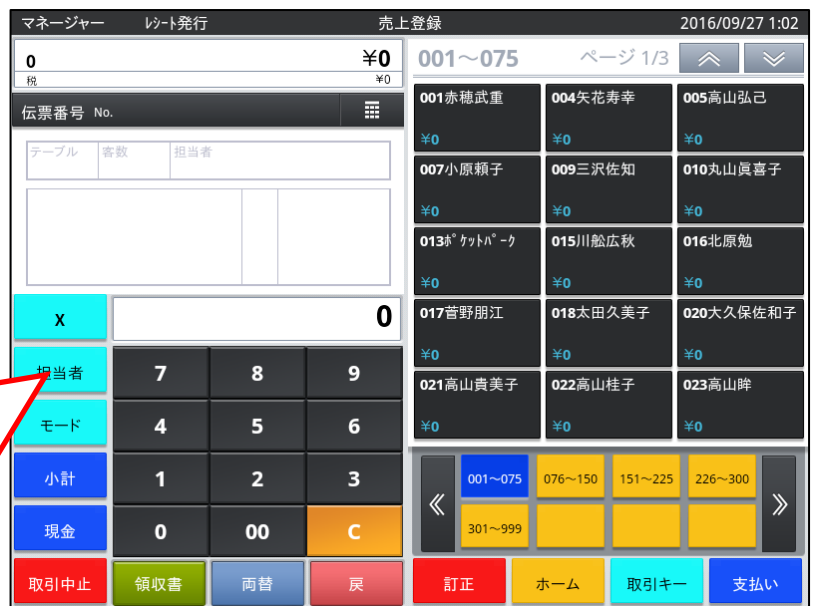 マネージャー ﾚｼｰﾄ発行 売上登録 2016/09/27 1:02
0 ¥0
税 ¥0
伝票番号 No.
テーブル 客数 担当者
X 0
担当者 7 8 9
モード 4 5 6
小計 1 2 3
現金 0 00 C
取引中止 領収書 両替 戻
001～075 ページ 1/3
001赤穂武重 004矢花寿幸 005高山弘己
¥0 ¥0 ¥0
007小原頼子 009三沢佐知 010丸山眞喜子
¥0 ¥0 ¥0
013ﾎﾟｹｯﾄﾊﾟｰｸ 015川舩広秋 016北原勉
¥0 ¥0 ¥0
017菅野朋江 018太田久美子 020大久保佐和子
¥0 ¥0 ¥0
021高山貴美子 022高山桂子 023高山眸
¥0 ¥0 ¥0
001～075 076～150 151～225 226～300
301～999
訂正 ホーム 取引キー 支払い